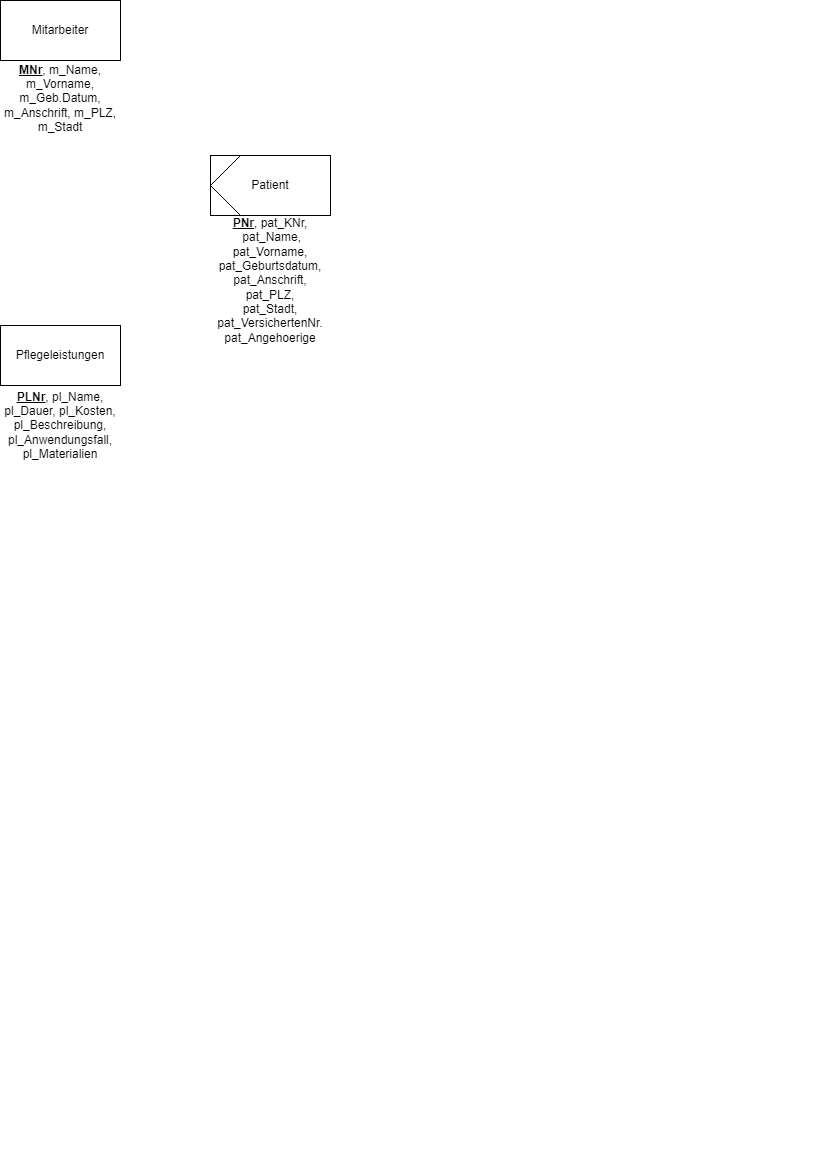 Mitarbeiter
MNr, m_Name,
m_Vorname,
m_Geb.Datum,
m_Anschrift, m_PLZ,
m_Stadt
Patient
PNr, pat_KNr,
pat_Name,
pat_Vorname,
pat_Geburtsdatum,
pat_Anschrift,
pat_PLZ,
pat_Stadt,
pat_VersichertenNr.
pat_Angehoerige
Pflegeleistungen
PLNr, pl_Name,
pl_Dauer, pl_Kosten,
pl_Beschreibung,
pl_Anwendungsfall,
pl_Materialien